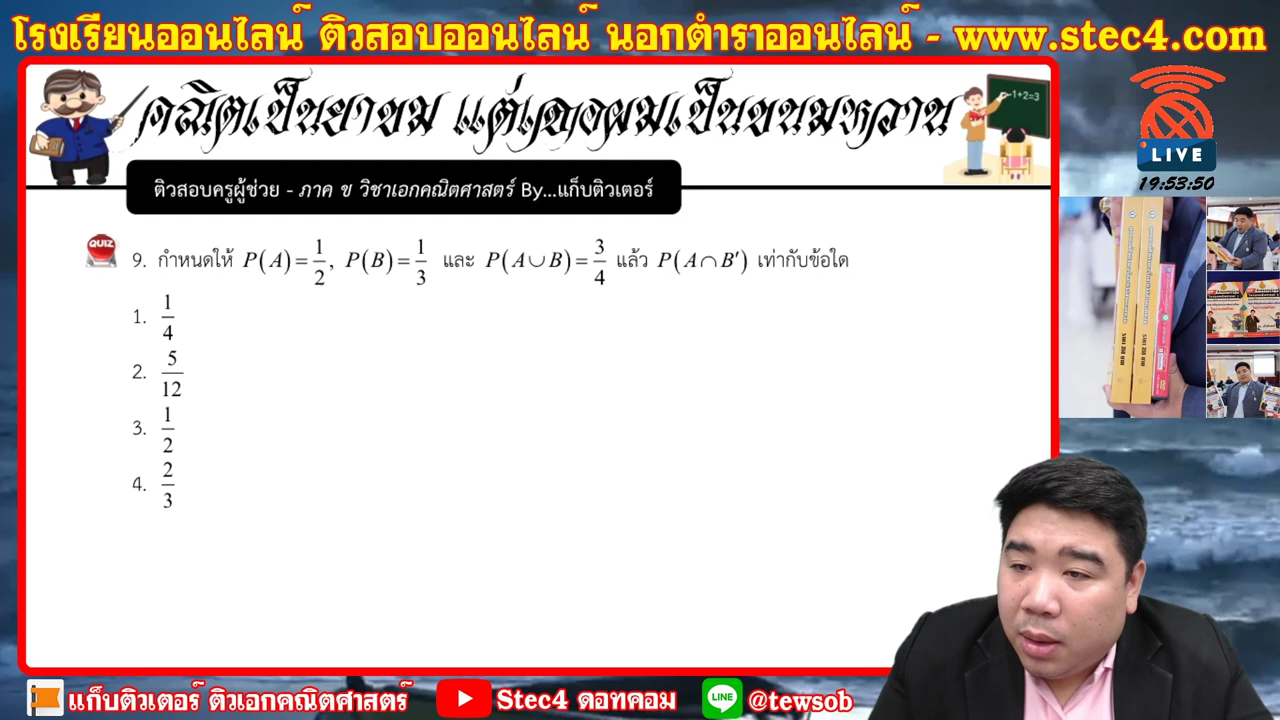 โรงเรียนออนไลน์ ติวสอบออนไลน์ นอกตำราออนไลน์ - www.stec4.com
คณิตเป็นยาขม แต่เธอผมเป็นขนมหวาน
1+2=3
LIVE
19:53:50
ติวสอบครูผู้ช่วย - ภาค ข วิชาเอกคณิตศาสตร์ By...แก็บติวเตอร์
QUIZ
9. กำหนดให้ P(A)=1/2, P(B)=1/3 และ P(A∪B)=3/4 แล้ว P(A∩B′) เท่ากับข้อใด
1. 1/4
2. 5/12
3. 1/2
4. 2/3
แก็บติวเตอร์ ติวเอกคณิตศาสตร์
Stec4 ดอทคอม
LINE
@tewsob